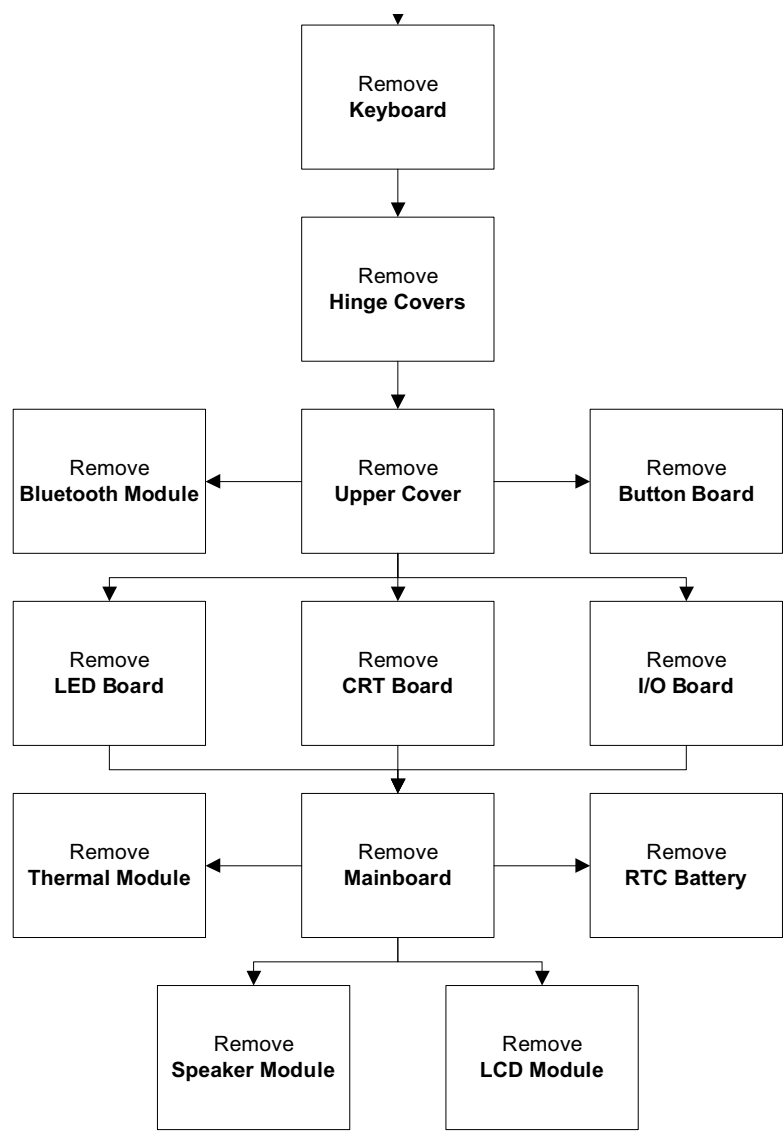 Remove
Keyboard
Remove
Hinge Covers
Remove
Bluetooth Module
Remove
Upper Cover
Remove
Button Board
Remove
LED Board
Remove
CRT Board
Remove
I/O Board
Remove
Thermal Module
Remove
Mainboard
Remove
RTC Battery
Remove
Speaker Module
Remove
LCD Module